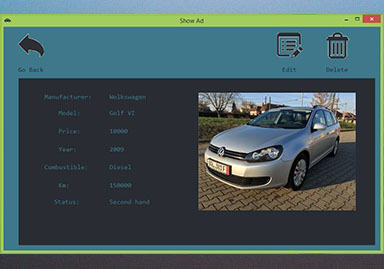 Show Ad
Go Back
Edit
Delete
Manufacturer: Wolkswagen
Model: Golf VI
Price: 10000
Year: 2009
Combustible: Diesel
Km: 150000
Status: Second hand